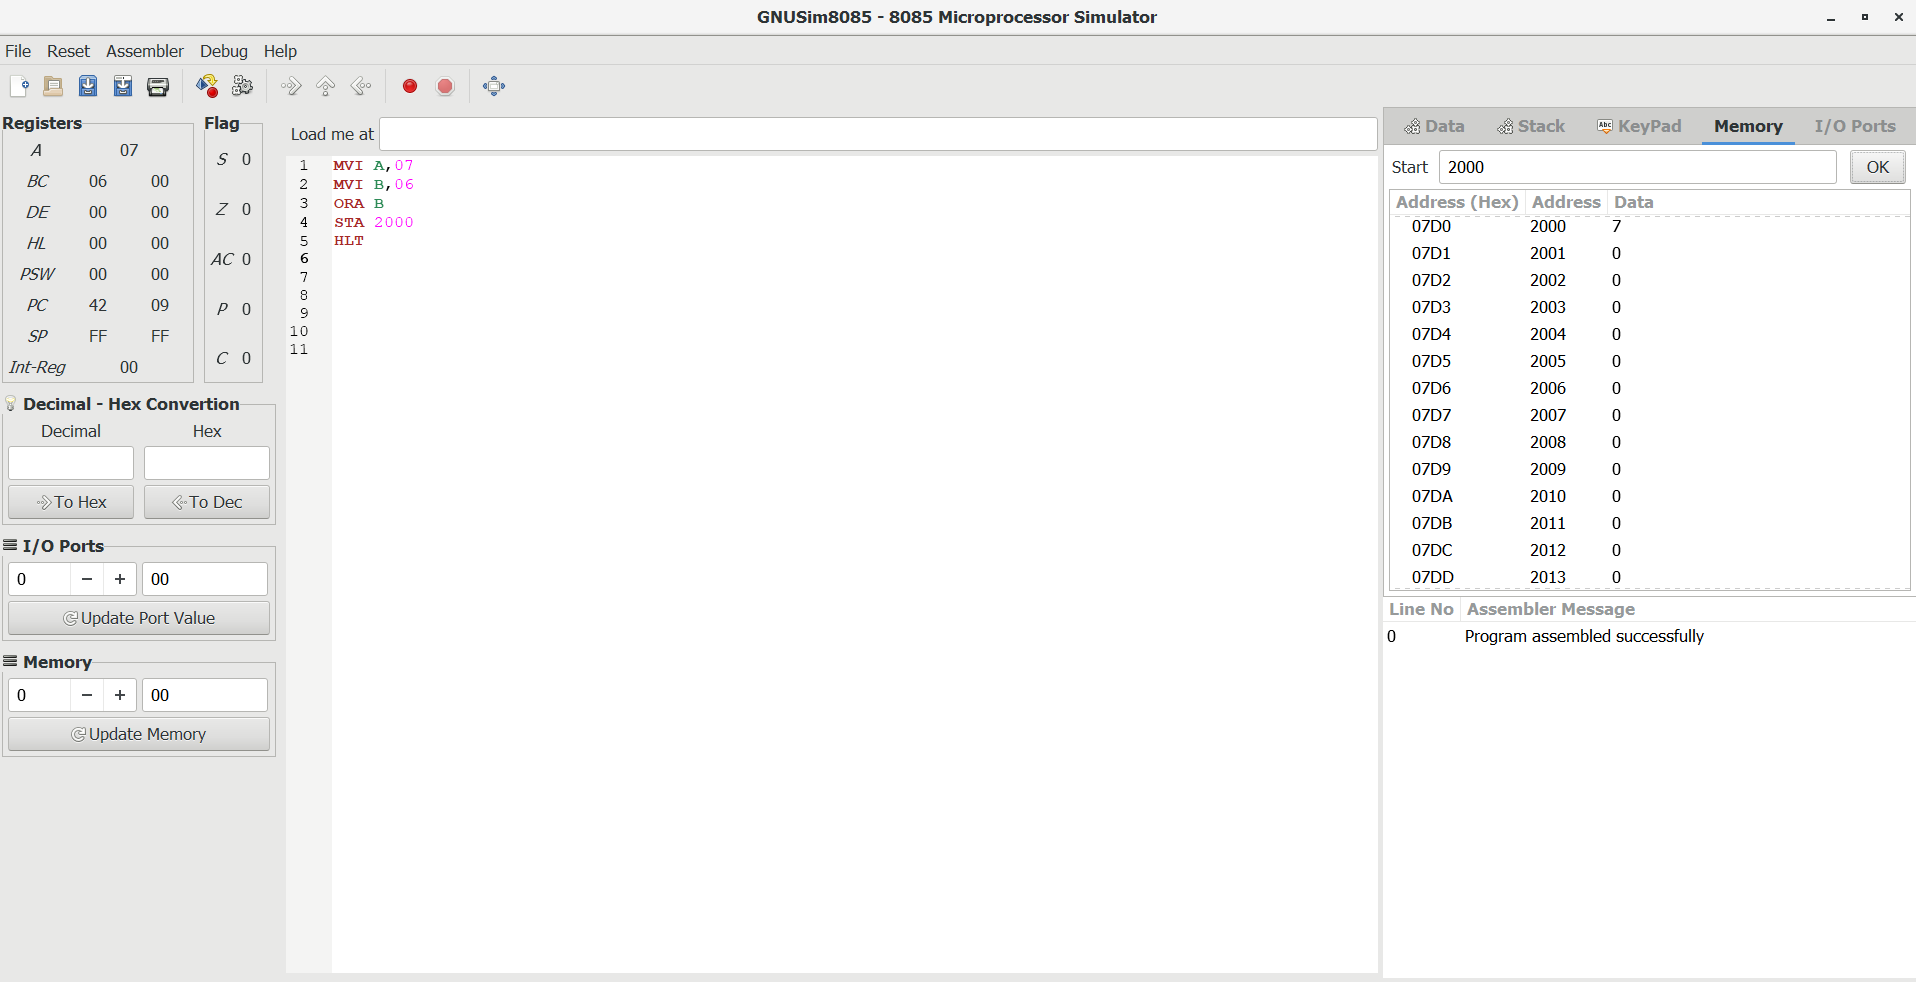 GNUSim8085 - 8085 Microprocessor Simulator
File Reset Assembler Debug Help
Registers
A 07
BC 06 00
DE 00 00
HL 00 00
PSW 00 00
PC 42 09
SP FF FF
Int-Reg 00
Flag
S 0
Z 0
AC 0
P 0
C 0
Decimal - Hex Convertion
Decimal Hex
To Hex To Dec
I/O Ports
0 − + 00
Update Port Value
Memory
0 − + 00
Update Memory
Load me at
1 MVI A,07
2 MVI B,06
3 ORA B
4 STA 2000
5 HLT
6
7
8
9
10
11
Data Stack Abc KeyPad Memory I/O Ports
Start 2000 OK
Address (Hex) Address Data
07D0 2000 7
07D1 2001 0
07D2 2002 0
07D3 2003 0
07D4 2004 0
07D5 2005 0
07D6 2006 0
07D7 2007 0
07D8 2008 0
07D9 2009 0
07DA 2010 0
07DB 2011 0
07DC 2012 0
07DD 2013 0
Line No Assembler Message
0 Program assembled successfully